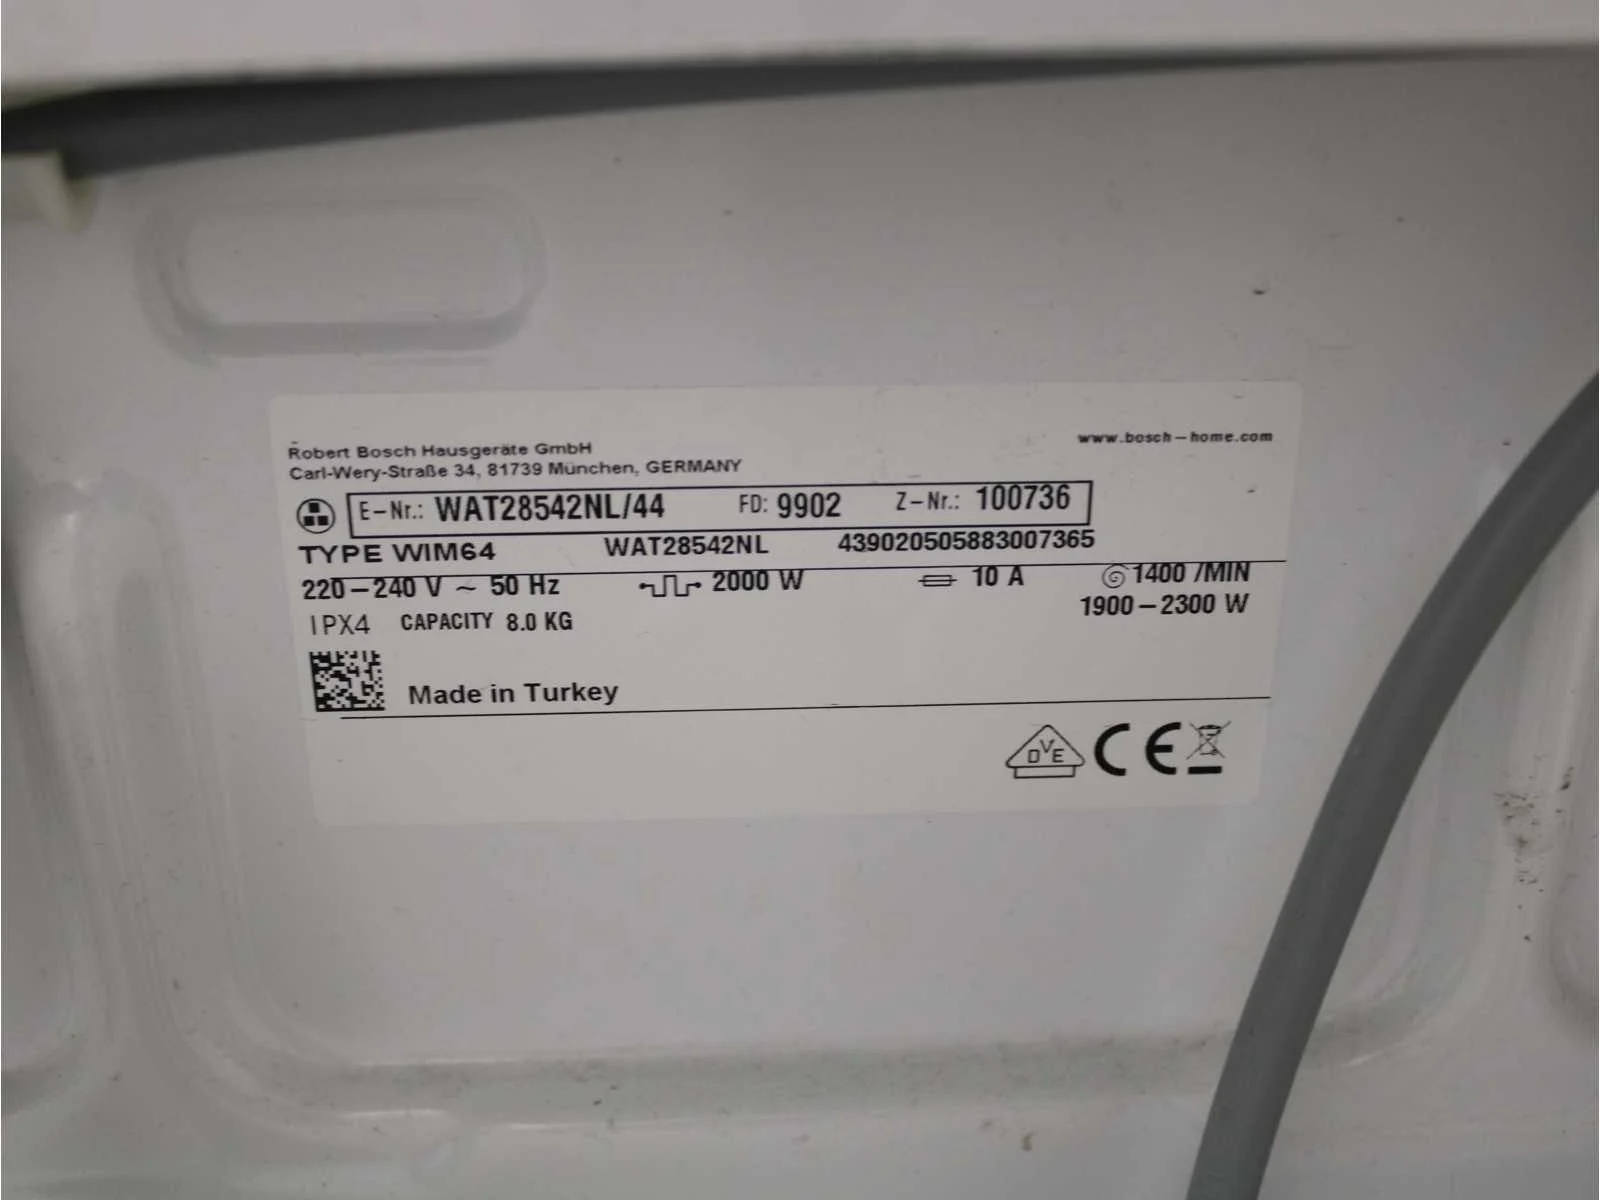 Robert Bosch Hausgeräte GmbH
www.bosch-home.com
Carl-Wery-Straße 34, 81739 München, GERMANY
E-Nr.: WAT28542NL/44 FD: 9902 Z-Nr.: 100736
TYPE WIM64 WAT28542NL 439020505883007365
220-240 V ~ 50 Hz 2000 W 10 A 1400 /MIN
1900-2300 W
IPX4 CAPACITY 8.0 KG
Made in Turkey
DVE CE